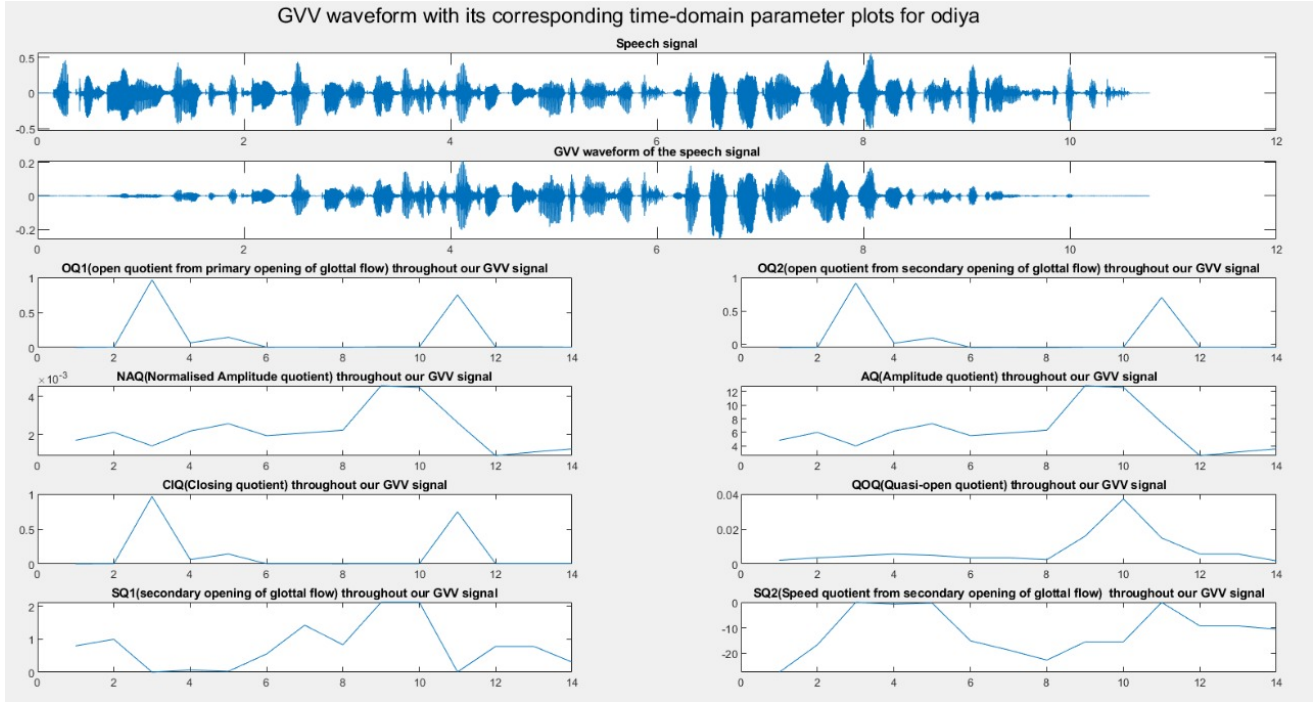 GVV waveform with its corresponding time-domain parameter plots for odiya
Speech signal
0.5
0
-0.5
0 2 4 6 8 10 12
GVV waveform of the speech signal
0.2
0
-0.2
0 2 4 6 8 10 12
OQ1(open quotient from primary opening of glottal flow) throughout our GVV signal
1
0.5
0
0 2 4 6 8 10 12 14
OQ2(open quotient from secondary opening of glottal flow) throughout our GVV signal
1
0.5
0
0 2 4 6 8 10 12 14
×10-3
NAQ(Normalised Amplitude quotient) throughout our GVV signal
4
2
0 2 4 6 8 10 12 14
AQ(Amplitude quotient) throughout our GVV signal
12
10
8
6
4
0 2 4 6 8 10 12 14
ClQ(Closing quotient) throughout our GVV signal
1
0.5
0
0 2 4 6 8 10 12 14
QOQ(Quasi-open quotient) throughout our GVV signal
0.04
0.02
0
0 2 4 6 8 10 12 14
SQ1(secondary opening of glottal flow) throughout our GVV signal
2
1
0
0 2 4 6 8 10 12 14
SQ2(Speed quotient from secondary opening of glottal flow) throughout our GVV signal
0
-10
-20
0 2 4 6 8 10 12 14